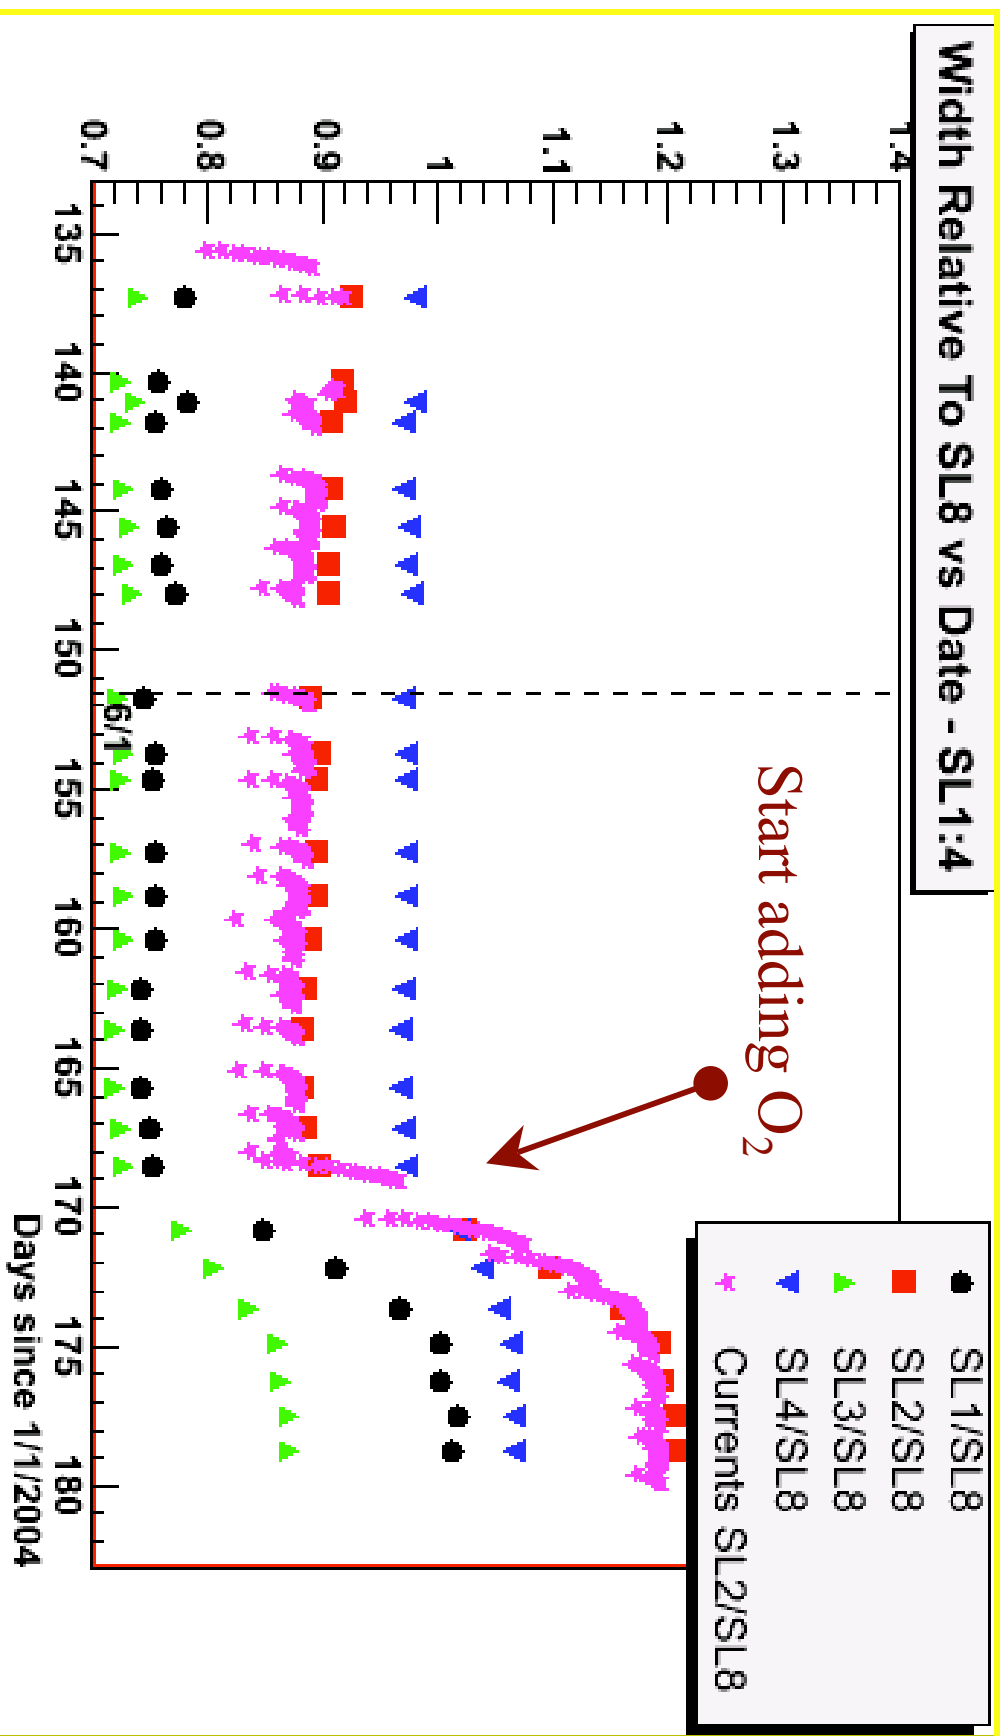 Width Relative To SL8 vs Date - SL1:4
SL1/SL8
SL2/SL8
SL3/SL8
SL4/SL8
Currents SL2/SL8
1.4
1.3
1.2
1.1
1
0.9
0.8
0.7
Start adding O2
6/1
135 140 145 150 155 160 165 170 175 180
Days since 1/1/2004